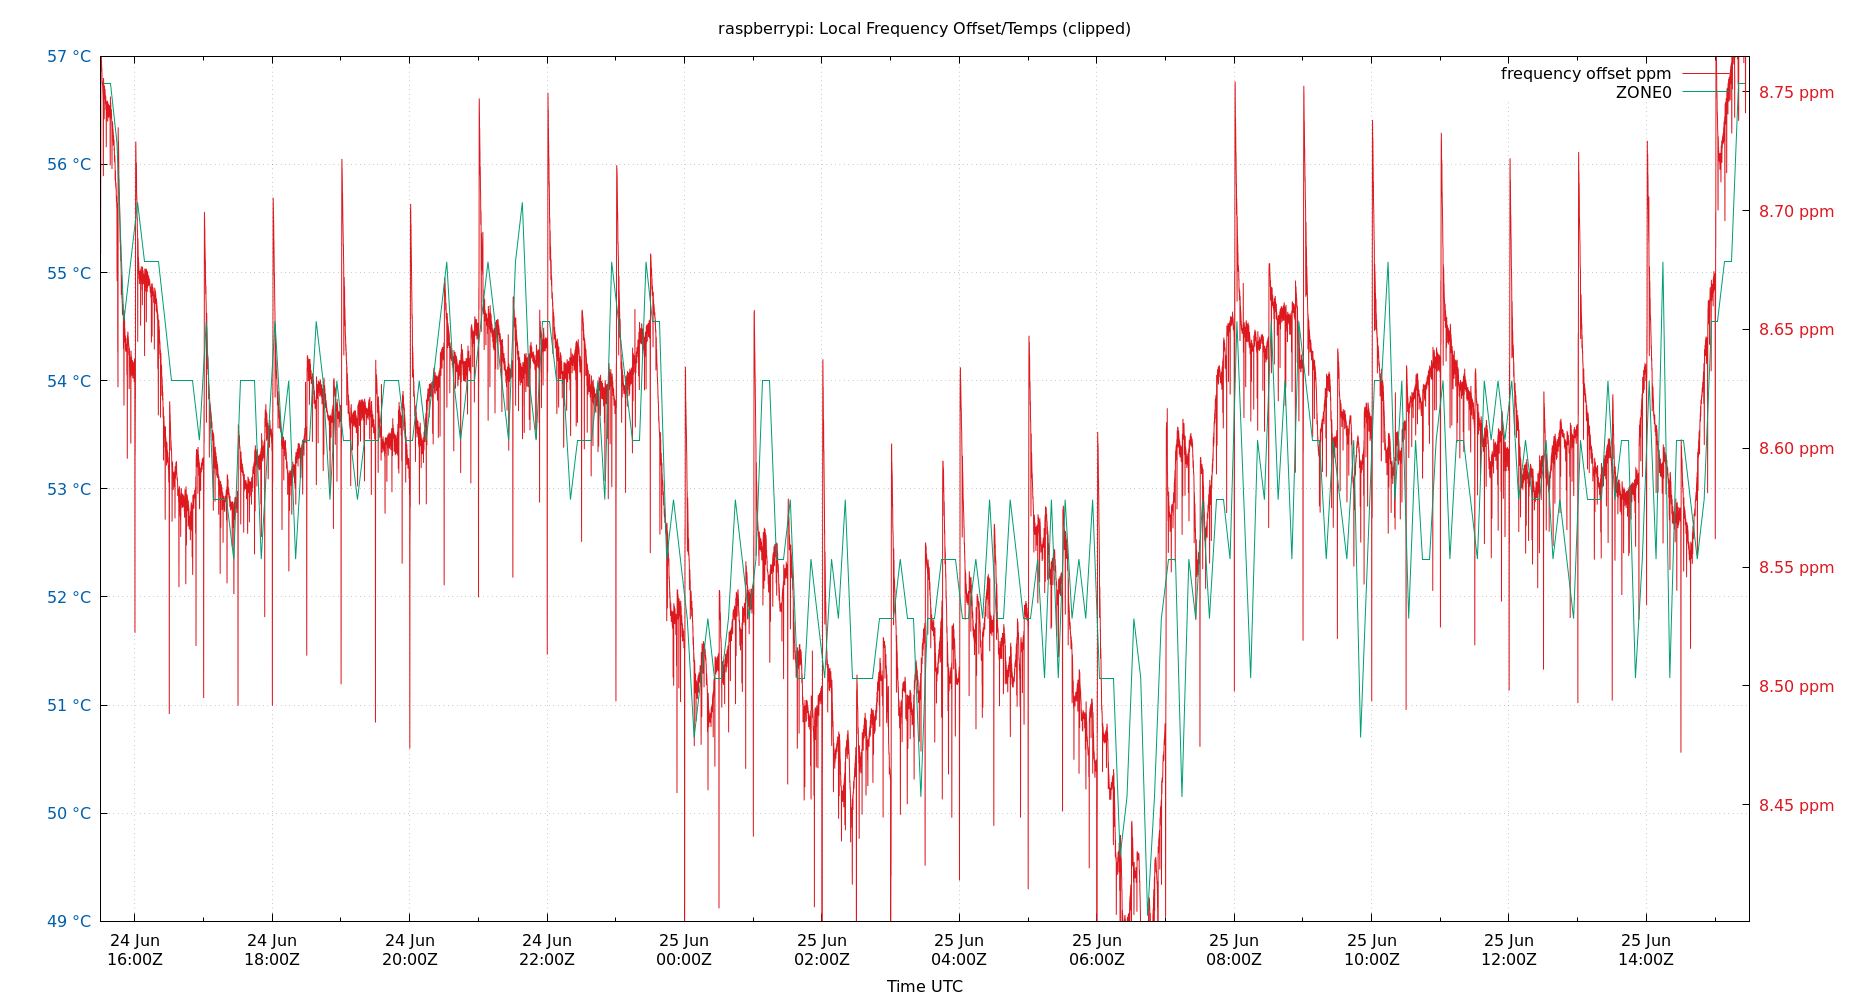 raspberrypi: Local Frequency Offset/Temps (clipped)
57 °C
56 °C
55 °C
54 °C
53 °C
52 °C
51 °C
50 °C
49 °C
frequency offset ppm
ZONE0
8.75 ppm
8.70 ppm
8.65 ppm
8.60 ppm
8.55 ppm
8.50 ppm
8.45 ppm
24 Jun 24 Jun 24 Jun 24 Jun 25 Jun 25 Jun 25 Jun 25 Jun 25 Jun 25 Jun 25 Jun 25 Jun
16:00Z 18:00Z 20:00Z 22:00Z 00:00Z 02:00Z 04:00Z 06:00Z 08:00Z 10:00Z 12:00Z 14:00Z
Time UTC